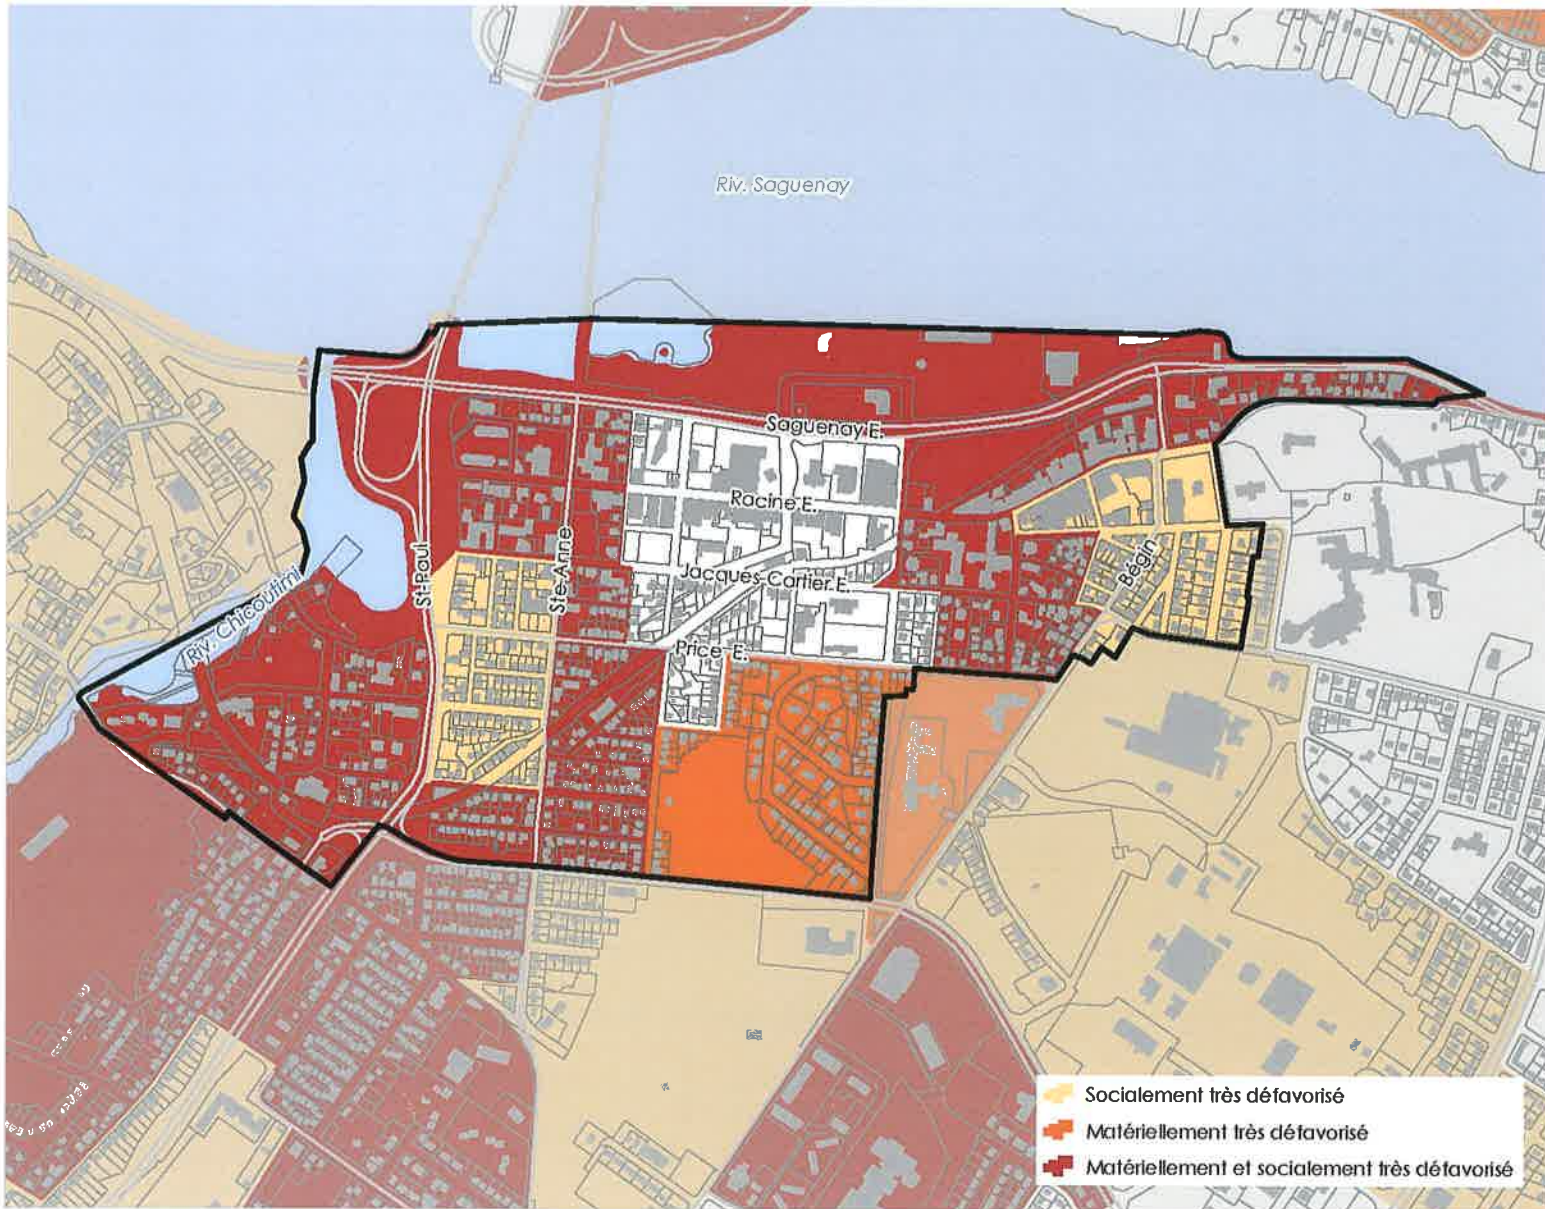 Riv. Saguenay
Saguenay E.
Racine E.
Ste-Anne
St-Paul
Bégin
Jacques-Cartier E.
Riv. Chicoutimi
Price E.
Socialement très défavorisé
Matériellement très défavorisé
Matériellement et socialement très défavorisé